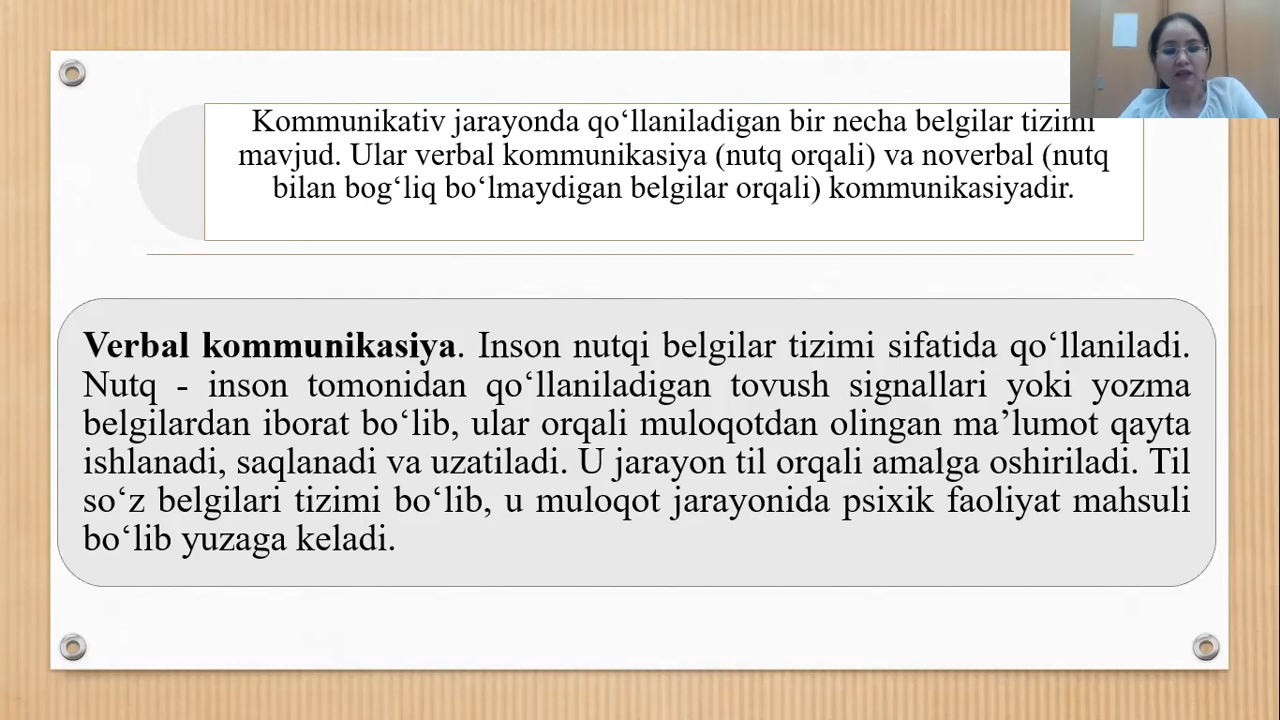 Kommunikativ jarayonda qo‘llaniladigan bir necha belgilar tizimi
mavjud. Ular verbal kommunikasiya (nutq orqali) va noverbal (nutq
bilan bog‘liq bo‘lmaydigan belgilar orqali) kommunikasiyadir.
Verbal kommunikasiya. Inson nutqi belgilar tizimi sifatida qo‘llaniladi.
Nutq - inson tomonidan qo‘llaniladigan tovush signallari yoki yozma
belgilardan iborat bo‘lib, ular orqali muloqotdan olingan ma’lumot qayta
ishlanadi, saqlanadi va uzatiladi. U jarayon til orqali amalga oshiriladi. Til
so‘z belgilari tizimi bo‘lib, u muloqot jarayonida psixik faoliyat mahsuli
bo‘lib yuzaga keladi.